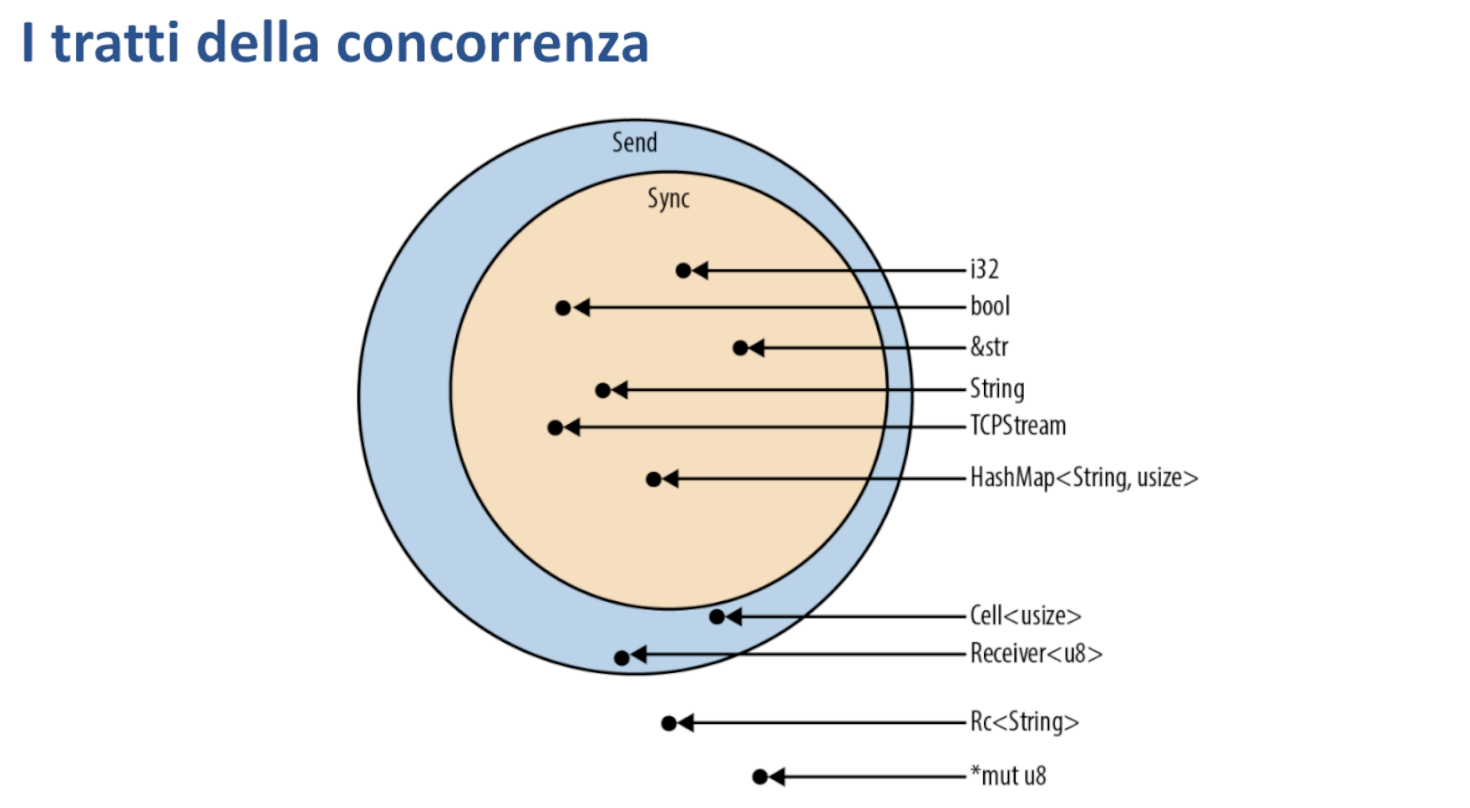 I tratti della concorrenza
Send
Sync
i32
bool
&str
String
TCPStream
HashMap<String, usize>
Cell<usize>
Receiver<u8>
Rc<String>
*mut u8